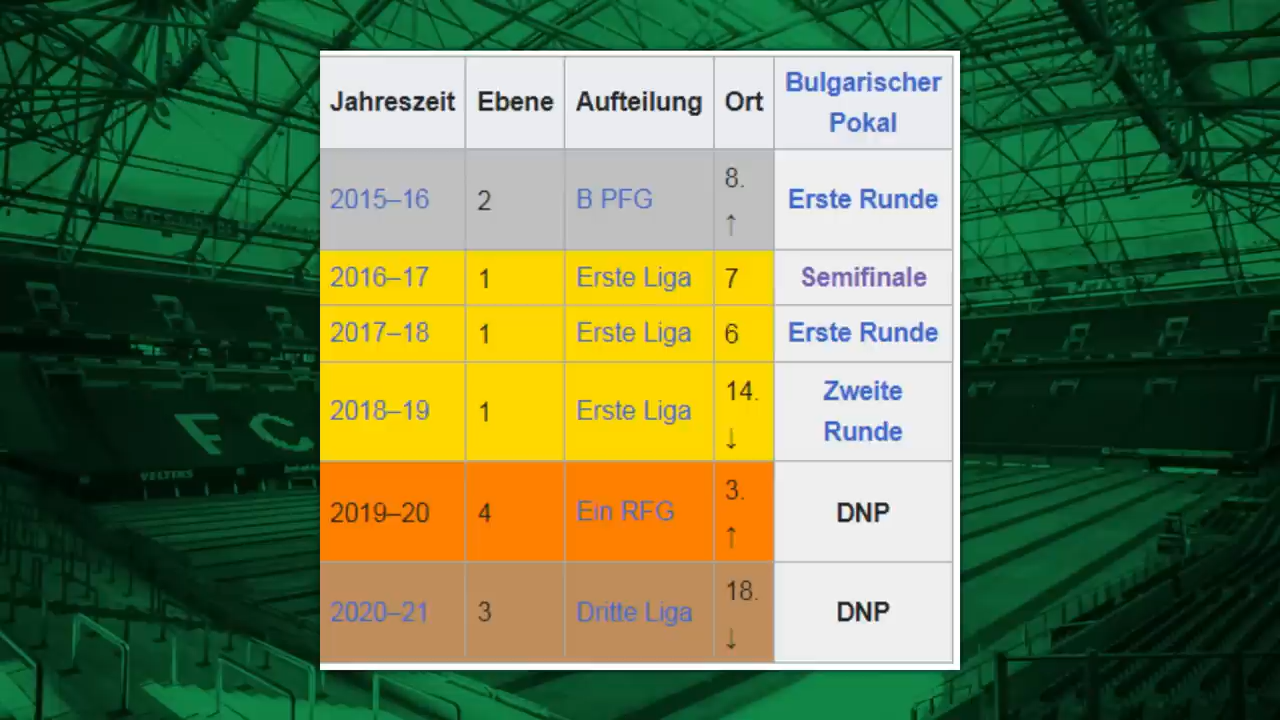 Jahreszeit Ebene Aufteilung Ort Bulgarischer Pokal
2015–16 2 B PFG 8. ↑ Erste Runde
2016–17 1 Erste Liga 7 Semifinale
2017–18 1 Erste Liga 6 Erste Runde
2018–19 1 Erste Liga 14. ↓ Zweite Runde
2019–20 4 Ein RFG 3. ↑ DNP
2020–21 3 Dritte Liga 18. ↓ DNP
FC
VELTINS